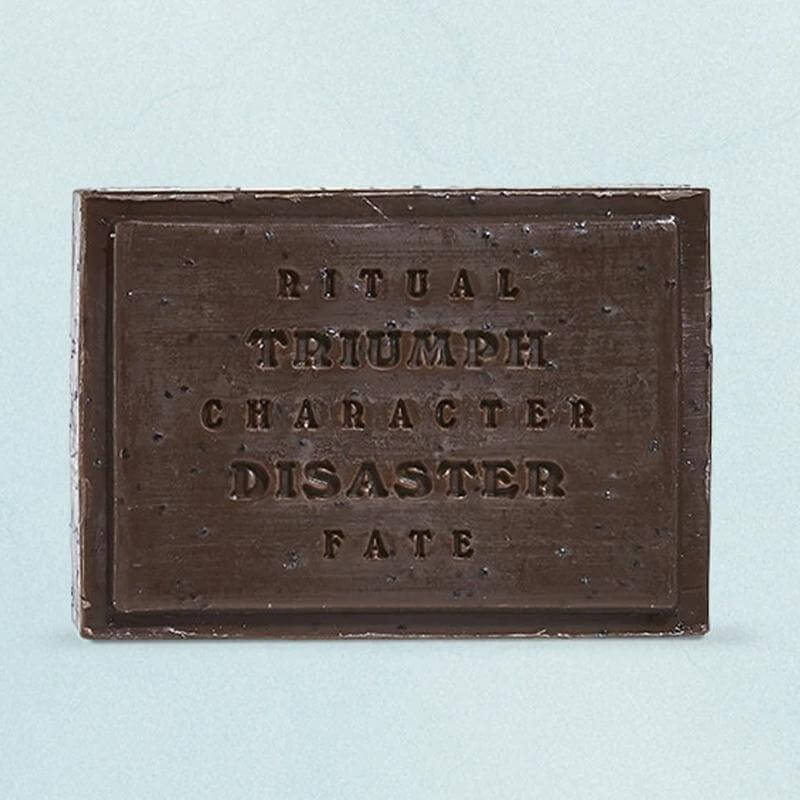 RITUAL
TRIUMPH
CHARACTER
DISASTER
FATE